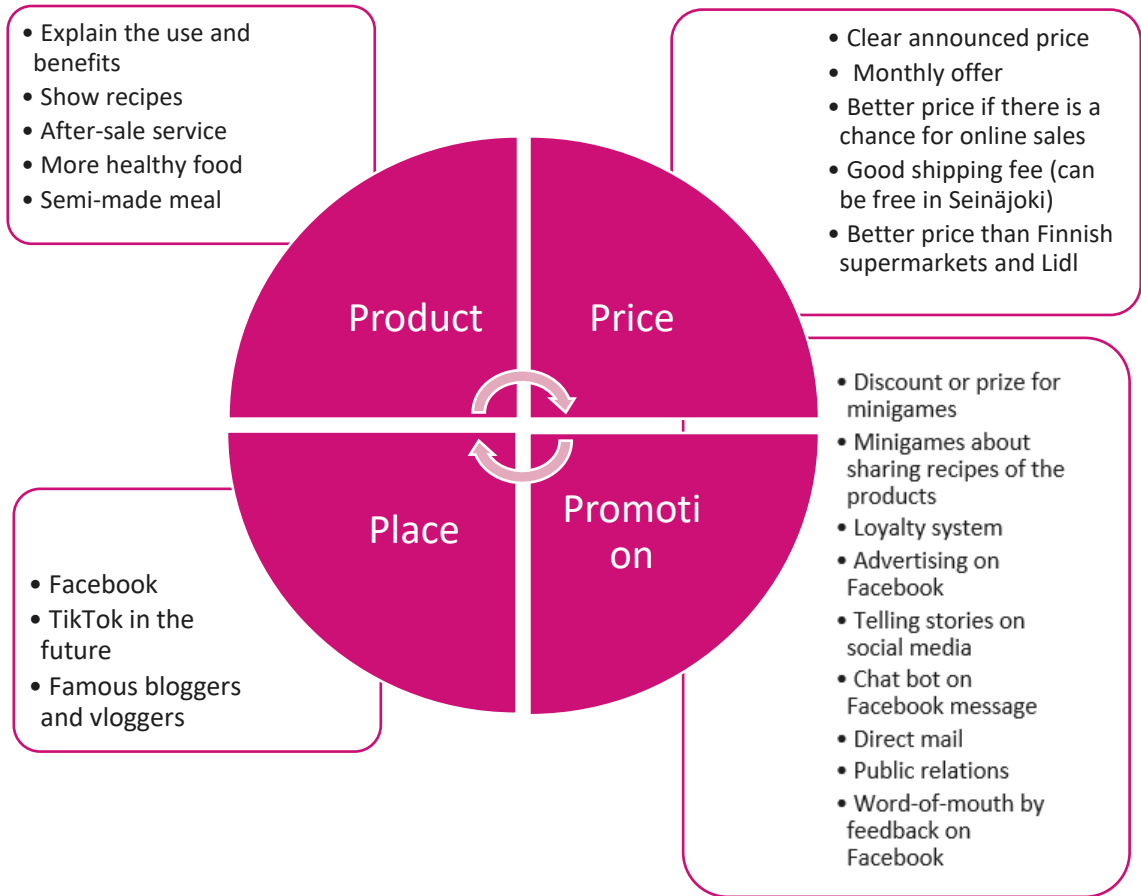 • Explain the use and
benefits
• Show recipes
• After-sale service
• More healthy food
• Semi-made meal
• Clear announced price
• Monthly offer
• Better price if there is a
chance for online sales
• Good shipping fee (can
be free in Seinäjoki)
• Better price than Finnish
supermarkets and Lidl
Product
Price
Place
Promoti
on
• Facebook
• TikTok in the
future
• Famous bloggers
and vloggers
• Discount or prize for
minigames
• Minigames about
sharing recipes of the
products
• Loyalty system
• Advertising on
Facebook
• Telling stories on
social media
• Chat bot on
Facebook message
• Direct mail
• Public relations
• Word-of-mouth by
feedback on
Facebook